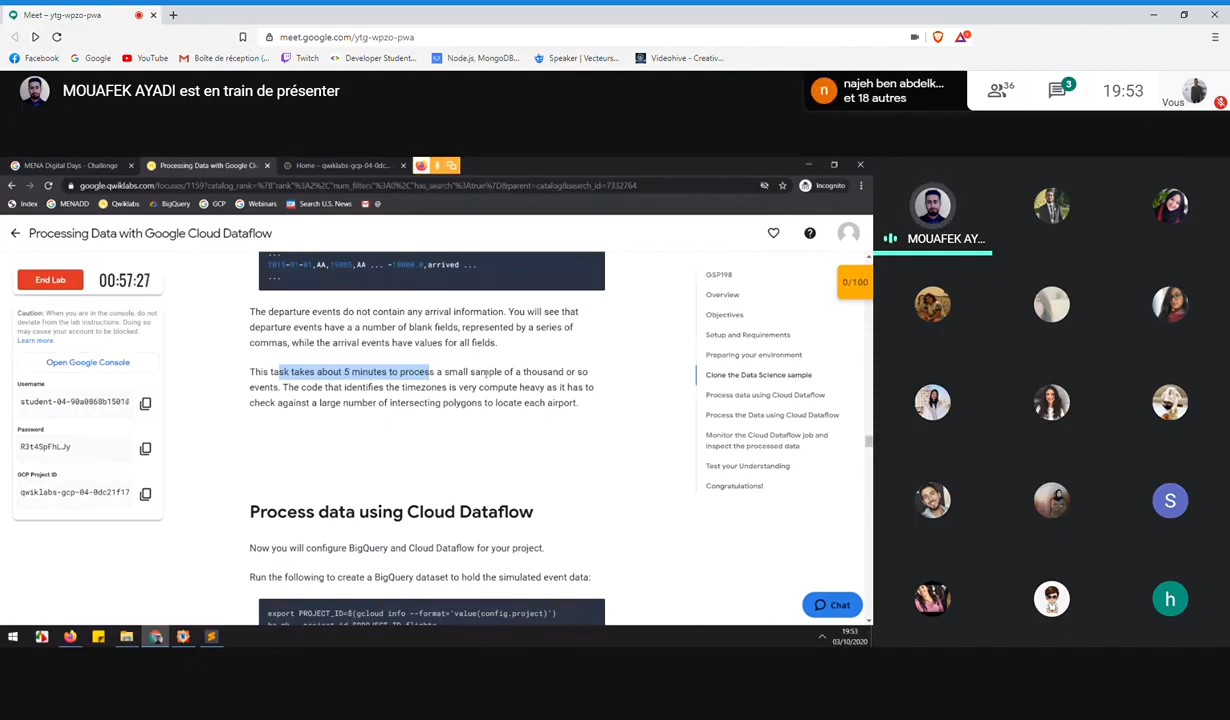 Meet – ytg-wpzo-pwa
meet.google.com/ytg-wpzo-pwa
Facebook
Google
YouTube
Boîte de réception (...
Twitch
Developer Student...
Node.js, MongoDB...
Speaker | Vecteurs...
Videohive - Creativ...
MOUAFEK AYADI est en train de présenter
n
najeh ben abdelk...
et 18 autres
36
3
19:53
Vous
MENA Digital Days - Challenge
Processing Data with Google Cl
Home – qwiklabs-gcp-04-0dc...
google.qwiklabs.com/focuses/1159?catalog_rank=%7B"rank"%3A2%2C"num_filters"%3A0%2C"has_search"%3Atrue%7D&parent=catalog&search_id=7332764
Incognito
Index
MENADD
Qwiklabs
BigQuery
GCP
Webinars
Search U.S. News
@
Processing Data with Google Cloud Dataflow
End Lab
00:57:27
Caution: When you are in the console, do not
deviate from the lab instructions. Doing so
may cause your account to be blocked.
Learn more.
Open Google Console
Username
student-04-90a0868b1501@
Password
R3t4SpFhLJy
GCP Project ID
qwiklabs-gcp-04-0dc21f17
...
2015-01-01,AA,19805,AA ... -18000.0,arrived ...
...
The departure events do not contain any arrival information. You will see that
departure events have a a number of blank fields, represented by a series of
commas, while the arrival events have values for all fields.
This task takes about 5 minutes to process a small sample of a thousand or so
events. The code that identifies the timezones is very compute heavy as it has to
check against a large number of intersecting polygons to locate each airport.
Process data using Cloud Dataflow
Now you will configure BigQuery and Cloud Dataflow for your project.
Run the following to create a BigQuery dataset to hold the simulated event data:
export PROJECT_ID=$(gcloud info --format='value(config.project)')
0/100
GSP198
Overview
Objectives
Setup and Requirements
Preparing your environment
Clone the Data Science sample
Process data using Cloud Dataflow
Process the Data using Cloud Dataflow
Monitor the Cloud Dataflow job and
inspect the processed data
Test your Understanding
Congratulations!
Chat
19:53
03/10/2020
MOUAFEK AY...
S
h